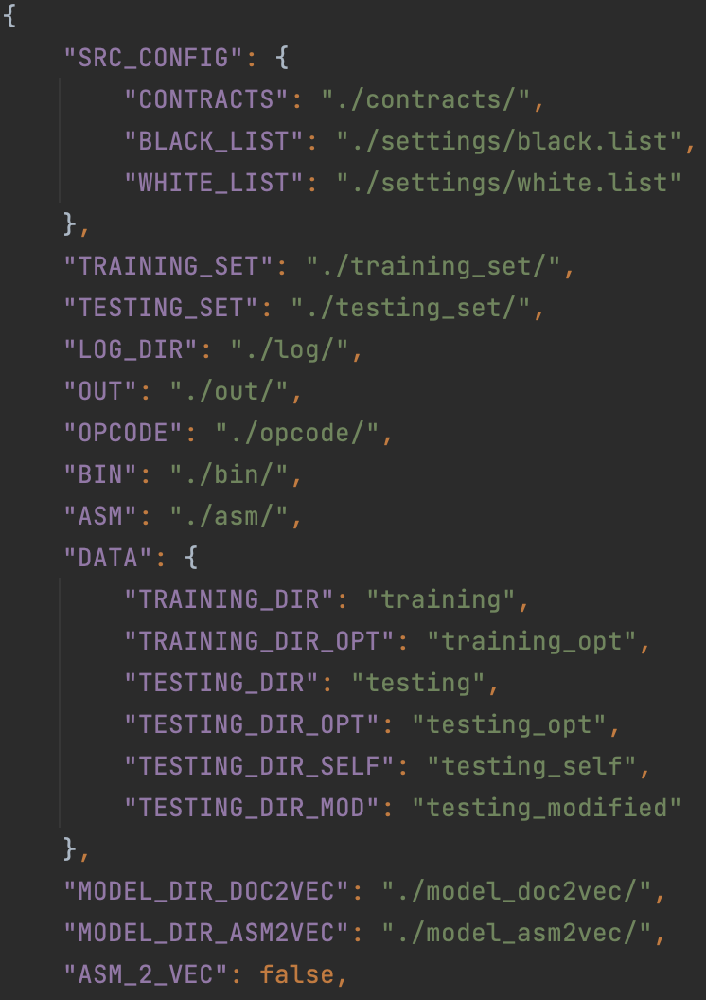 {
    "SRC_CONFIG": {
        "CONTRACTS": "./contracts/",
        "BLACK_LIST": "./settings/black.list",
        "WHITE_LIST": "./settings/white.list"
    },
    "TRAINING_SET": "./training_set/",
    "TESTING_SET": "./testing_set/",
    "LOG_DIR": "./log/",
    "OUT": "./out/",
    "OPCODE": "./opcode/",
    "BIN": "./bin/",
    "ASM": "./asm/",
    "DATA": {
        "TRAINING_DIR": "training",
        "TRAINING_DIR_OPT": "training_opt",
        "TESTING_DIR": "testing",
        "TESTING_DIR_OPT": "testing_opt",
        "TESTING_DIR_SELF": "testing_self",
        "TESTING_DIR_MOD": "testing_modified"
    },
    "MODEL_DIR_DOC2VEC": "./model_doc2vec/",
    "MODEL_DIR_ASM2VEC": "./model_asm2vec/",
    "ASM_2_VEC": false,